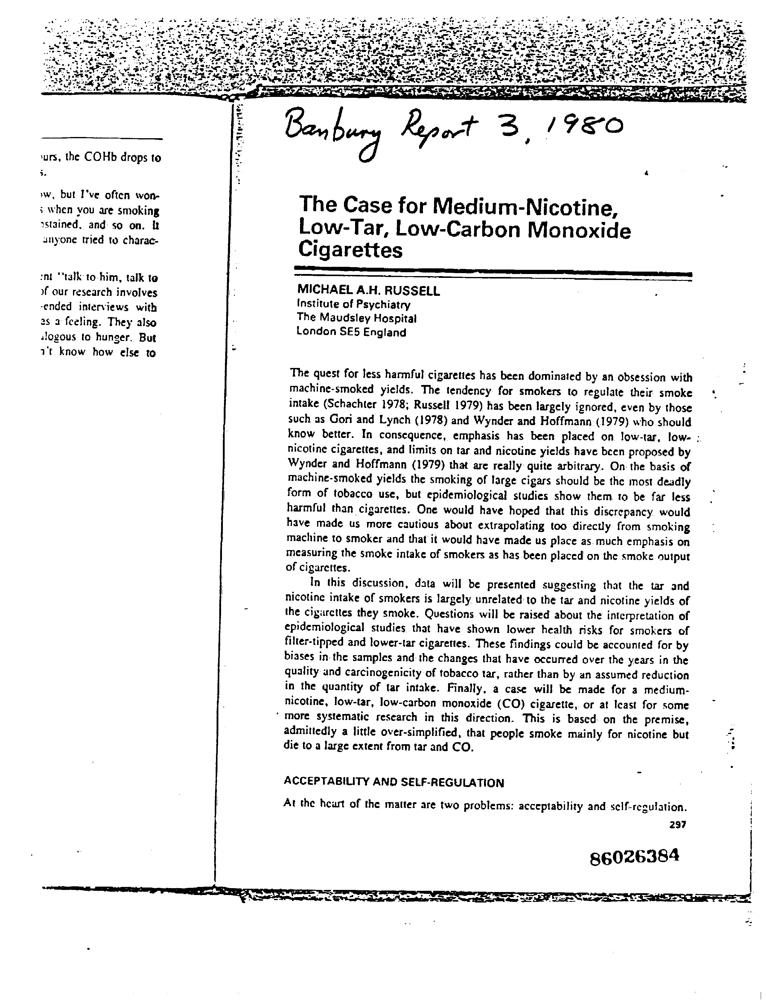 urs, the COHb drops to
s.
ow, but I've often won-
s when you are smoking
stained, and so on. It
anyone tried to charac-
ent "talk to him, talk to
of our research involves
-ended interviews with
as a feeling. They also
alogous to hunger. But
n't know how else to
Banbury Report 3, 1980
The Case for Medium-Nicotine,
Low-Tar, Low-Carbon Monoxide
Cigarettes
MICHAEL A.H. RUSSELL
Institute of Psychiatry
The Maudsley Hospital
London SE5 England
The quest for less harmful cigarettes has been dominated by an obsession with
machine-smoked yields. The tendency for smokers to regulate their smoke
intake (Schachter 1978; Russell 1979) has been largely ignored, even by those
such as Gori and Lynch (1978) and Wynder and Hoffmann (1979) who should
know better. In consequence, emphasis has been placed on low-tar, low-
nicotine cigarettes, and limits on tar and nicotine yields have been proposed by
Wynder and Hoffmann (1979) that are really quite arbitrary. On the basis of
machine-smoked yields the smoking of large cigars should be the most deadly
form of tobacco use, but epidemiological studies show them to be far less
harmful than cigarettes. One would have hoped that this discrepancy would
have made us more cautious about extrapolating too directly from smoking
machine to smoker and that it would have made us place as much emphasis on
measuring the smoke intake of smokers as has been placed on the smoke output
of cigarettes.
In this discussion, data will be presented suggesting that the tar and
nicotine intake of smokers is largely unrelated to the tar and nicotine yields of
the cigarettes they smoke. Questions will be raised about the interpretation of
epidemiological studies that have shown lower health risks for smokers of
filter-tipped and lower-tar cigarettes. These findings could be accounted for by
biases in the samples and the changes that have occurred over the years in the
quality and carcinogenicity of tobacco tar, rather than by an assumed reduction
in the quantity of tar intake. Finally, a case will be made for a medium-
nicotine, low-tar, low-carbon monoxide (CO) cigarette, or at least for some
more systematic research in this direction. This is based on the premise,
admittedly a little over-simplified, that people smoke mainly for nicotine but
die to a large extent from tar and CO.
ACCEPTABILITY AND SELF-REGULATION
At the heart of the matter are two problems: acceptability and self-regulation.
297
86026384